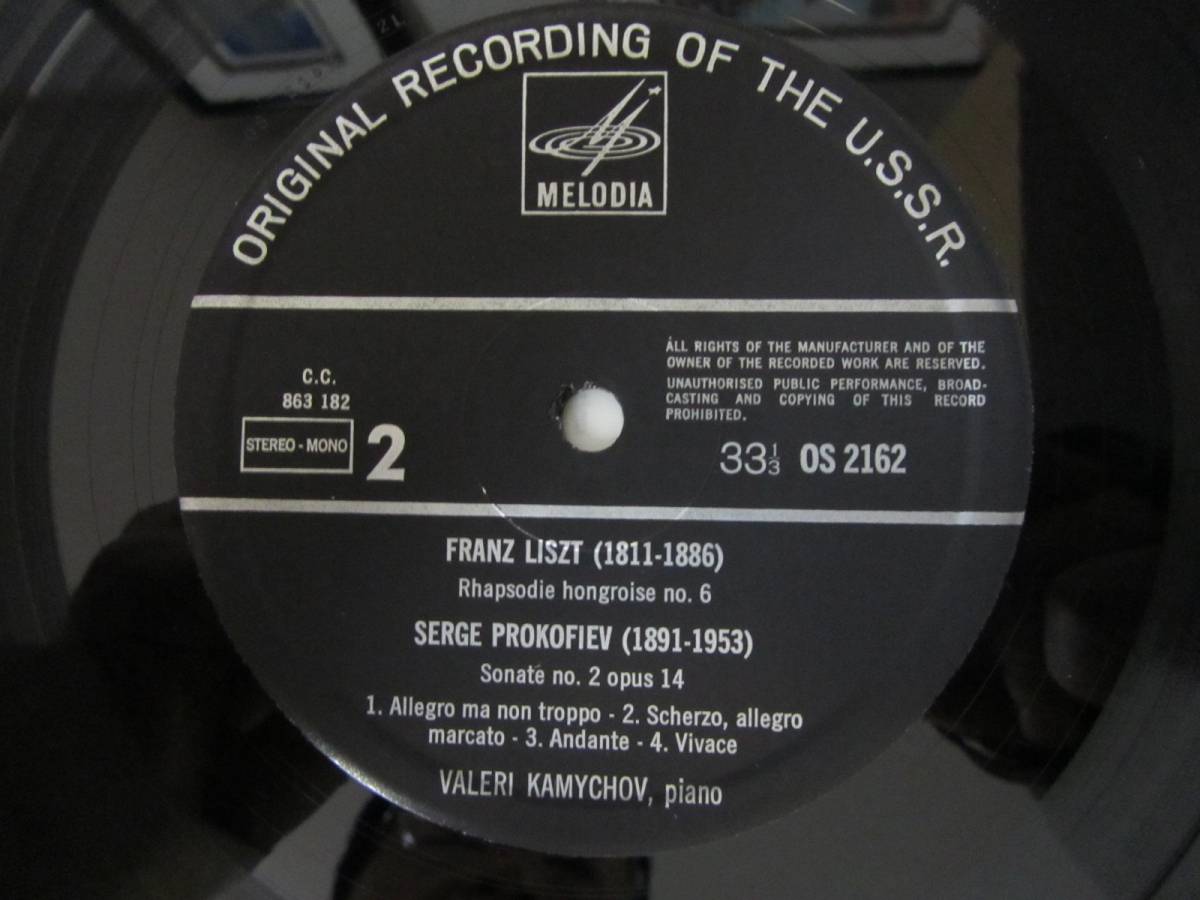 ORIGINAL RECORDING OF THE U.S.S.R.
MELODIA
C.C.
863 182
STEREO - MONO
2
ALL RIGHTS OF THE MANUFACTURER AND OF THE
OWNER OF THE RECORDED WORK ARE RESERVED.
UNAUTHORISED PUBLIC PERFORMANCE, BROAD-
CASTING AND COPYING OF THIS RECORD
PROHIBITED.
33⅓ OS 2162
FRANZ LISZT (1811-1886)
Rhapsodie hongroise no. 6
SERGE PROKOFIEV (1891-1953)
Sonate no. 2 opus 14
1. Allegro ma non troppo - 2. Scherzo, allegro
marcato - 3. Andante - 4. Vivace
VALERI KAMYCHOV, piano